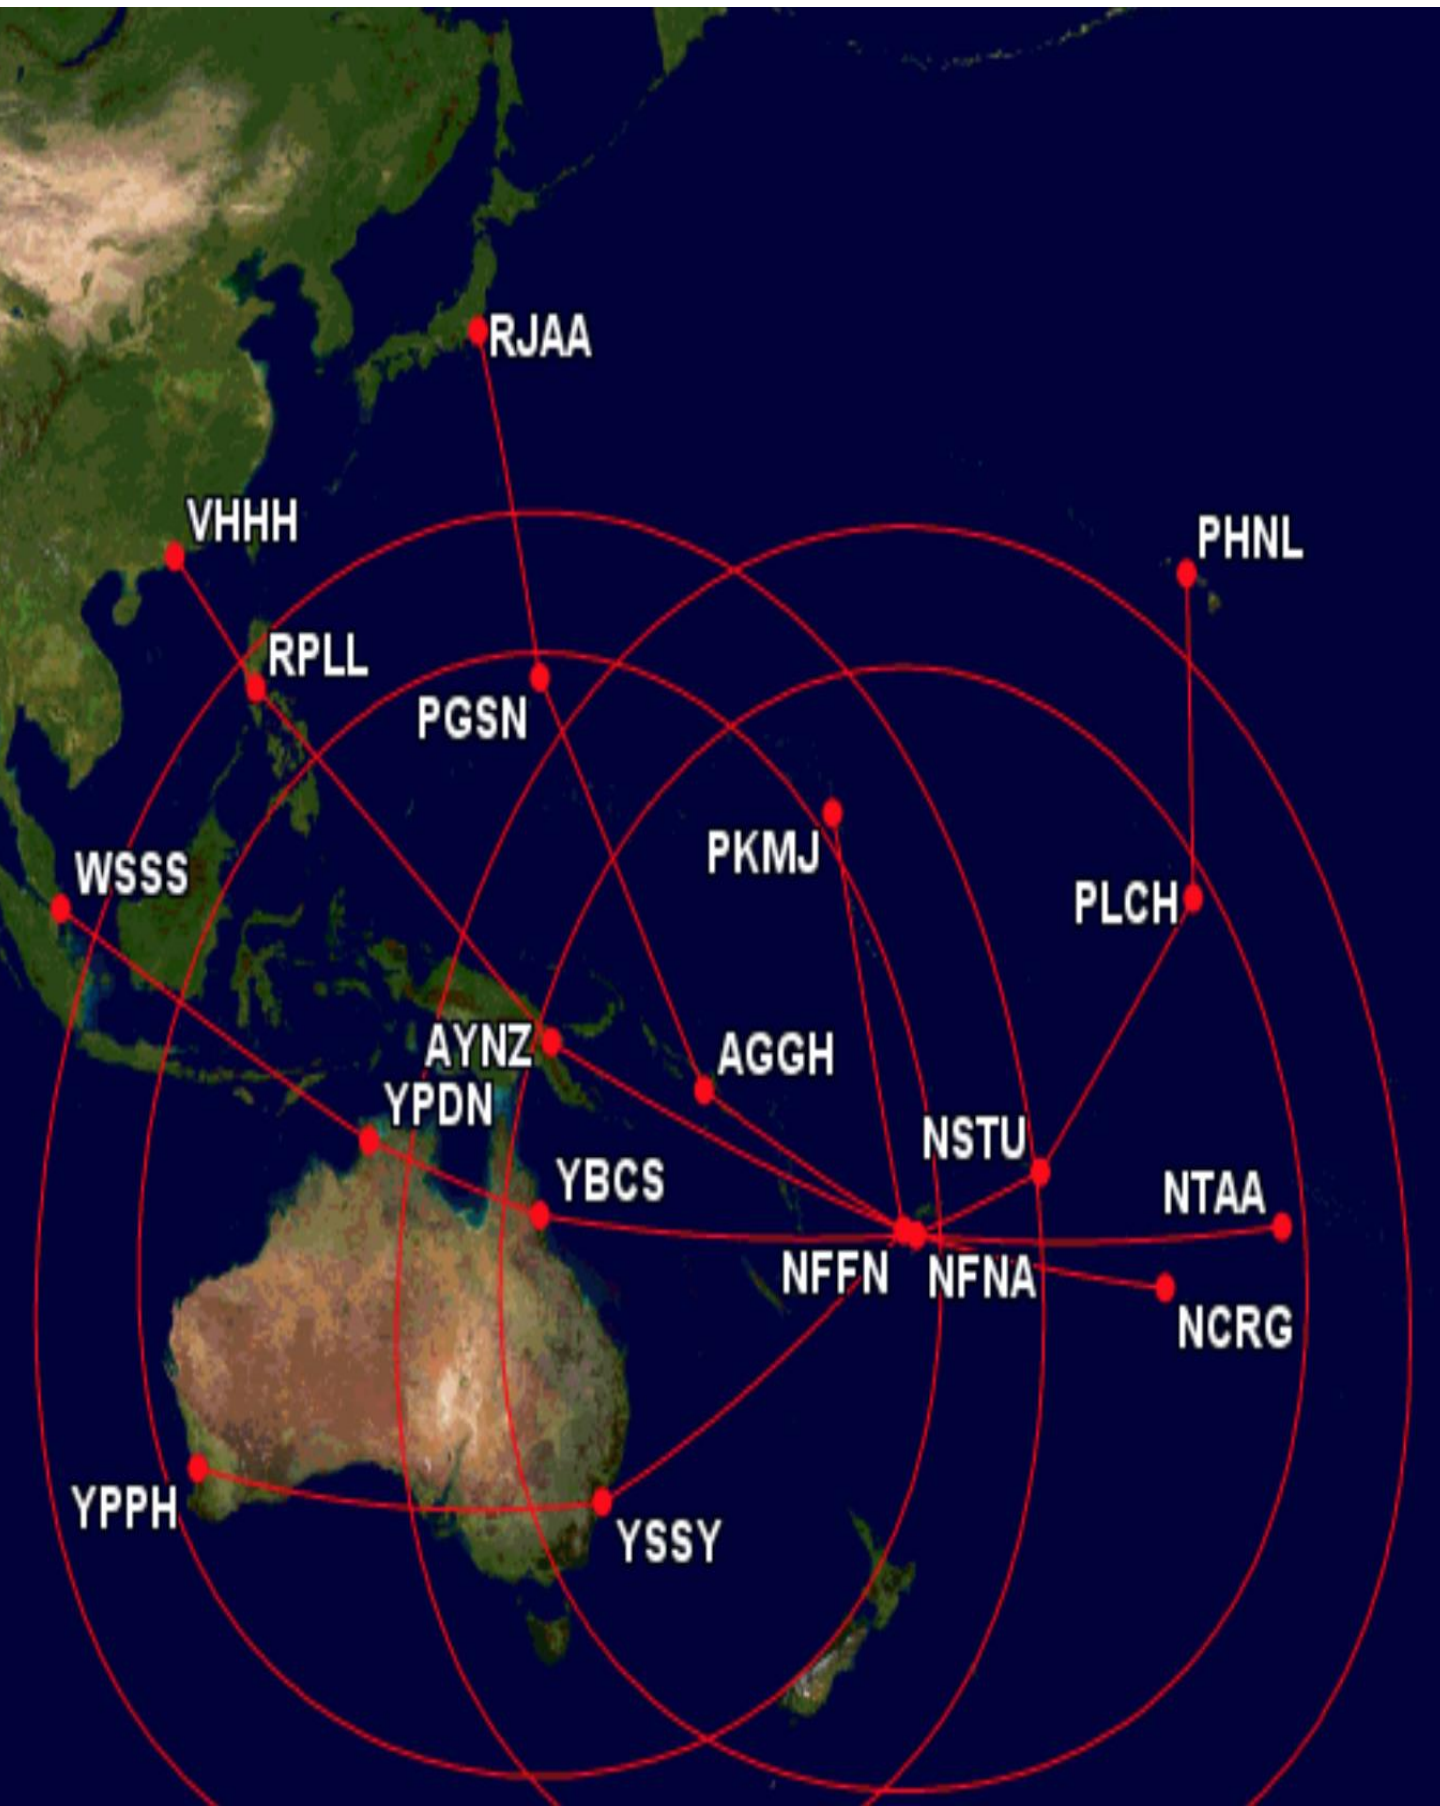 RJAA
VHHH
PHNL
RPLL
PGSN
PKMJ
WSSS
PLCH
AYNZ
AGGH
YPDN
NSTU
YBCS
NTAA
NFFN
NFNA
NCRG
YPPH
YSSY